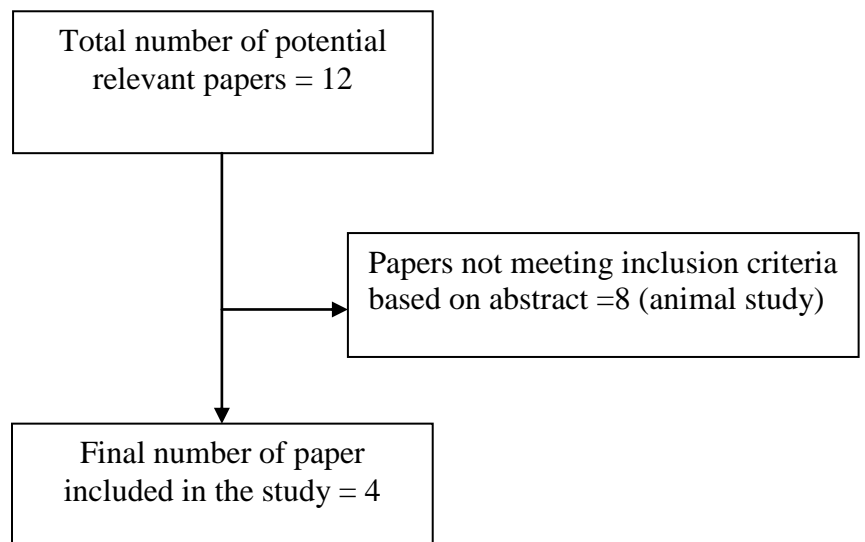 Total number of potential
relevant papers = 12
Papers not meeting inclusion criteria
based on abstract =8 (animal study)
Final number of paper
included in the study = 4